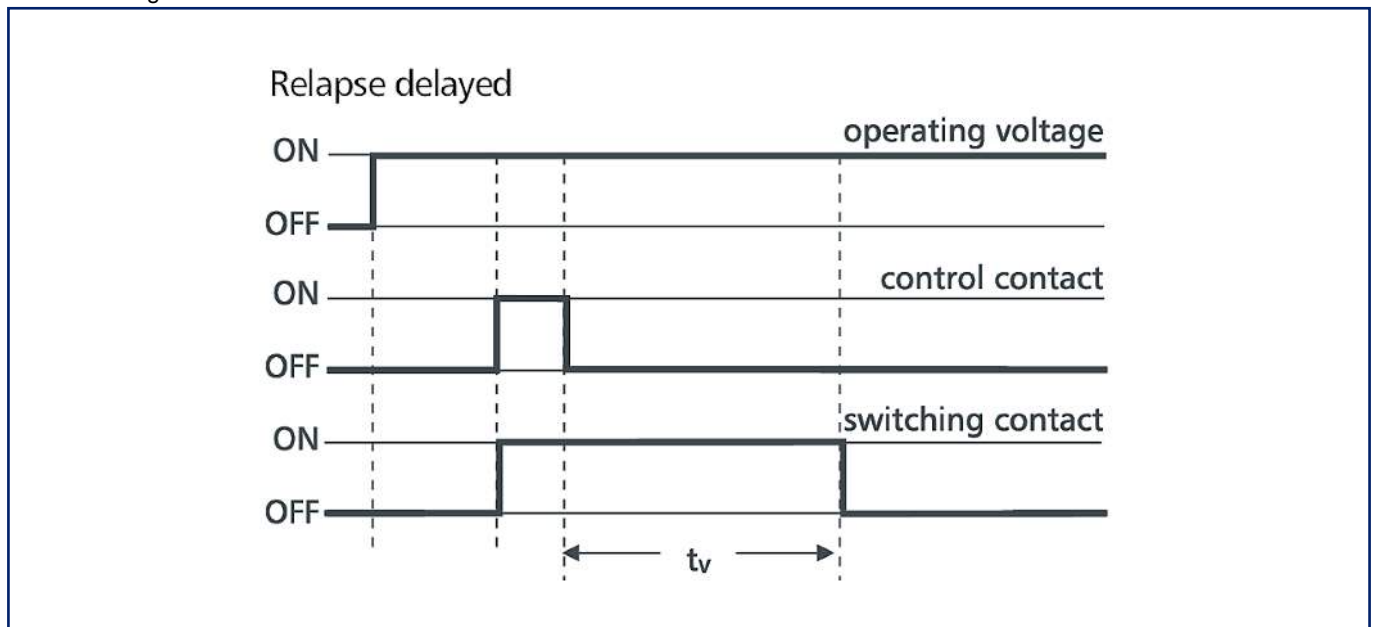 Relapse delayed
operating voltage
ON
OFF
control contact
ON
OFF
switching contact
ON
OFF
tv